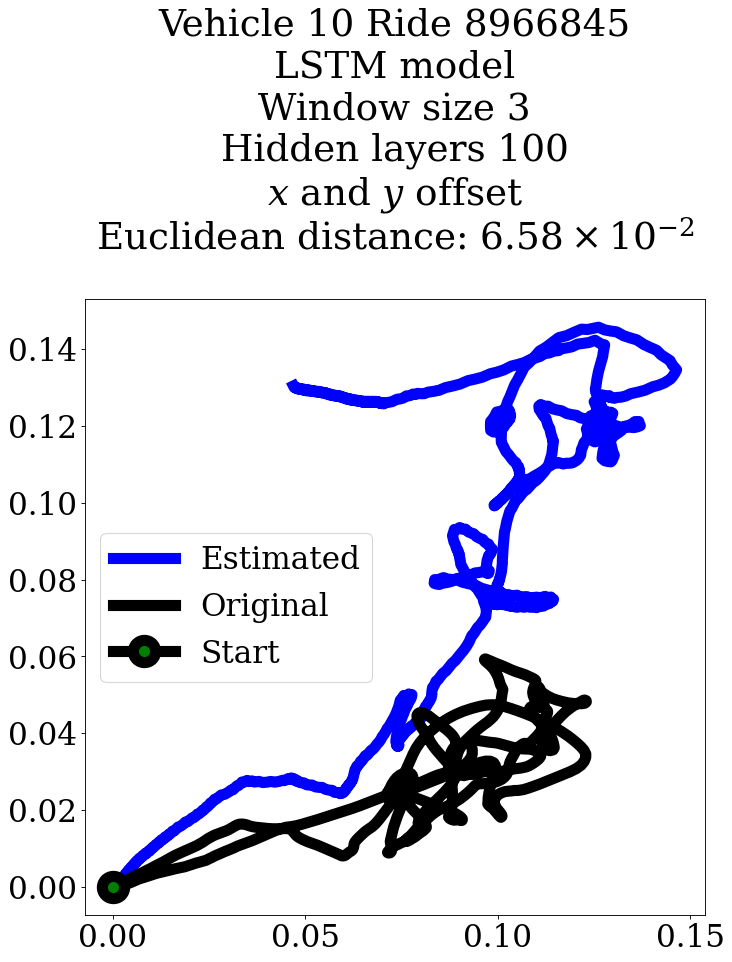 Vehicle 10 Ride 8966845
LSTM model
Window size 3
Hidden layers 100
x and y offset
Euclidean distance: 6.58 × 10⁻²
0.14
0.12
0.10
0.08
0.06
0.04
0.02
0.00
Estimated
Original
Start
0.00 0.05 0.10 0.15